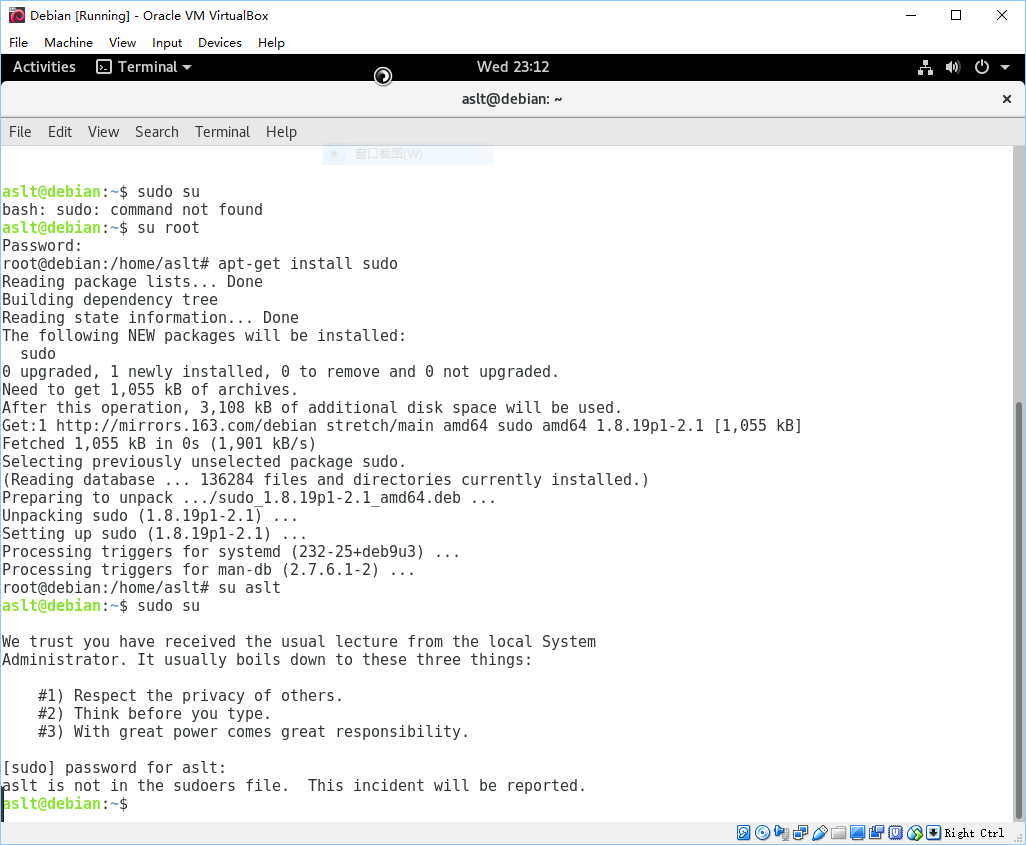 Debian [Running] - Oracle VM VirtualBox
File Machine View Input Devices Help
Activities Terminal Wed 23:12
aslt@debian: ~
File Edit View Search Terminal Help
窗口截图(W)
aslt@debian:~$ sudo su
bash: sudo: command not found
aslt@debian:~$ su root
Password:
root@debian:/home/aslt# apt-get install sudo
Reading package lists... Done
Building dependency tree
Reading state information... Done
The following NEW packages will be installed:
  sudo
0 upgraded, 1 newly installed, 0 to remove and 0 not upgraded.
Need to get 1,055 kB of archives.
After this operation, 3,108 kB of additional disk space will be used.
Get:1 http://mirrors.163.com/debian stretch/main amd64 sudo amd64 1.8.19p1-2.1 [1,055 kB]
Fetched 1,055 kB in 0s (1,901 kB/s)
Selecting previously unselected package sudo.
(Reading database ... 136284 files and directories currently installed.)
Preparing to unpack .../sudo_1.8.19p1-2.1_amd64.deb ...
Unpacking sudo (1.8.19p1-2.1) ...
Setting up sudo (1.8.19p1-2.1) ...
Processing triggers for systemd (232-25+deb9u3) ...
Processing triggers for man-db (2.7.6.1-2) ...
root@debian:/home/aslt# su aslt
aslt@debian:~$ sudo su
We trust you have received the usual lecture from the local System
Administrator. It usually boils down to these three things:
    #1) Respect the privacy of others.
    #2) Think before you type.
    #3) With great power comes great responsibility.
[sudo] password for aslt:
aslt is not in the sudoers file.  This incident will be reported.
aslt@debian:~$
Right Ctrl